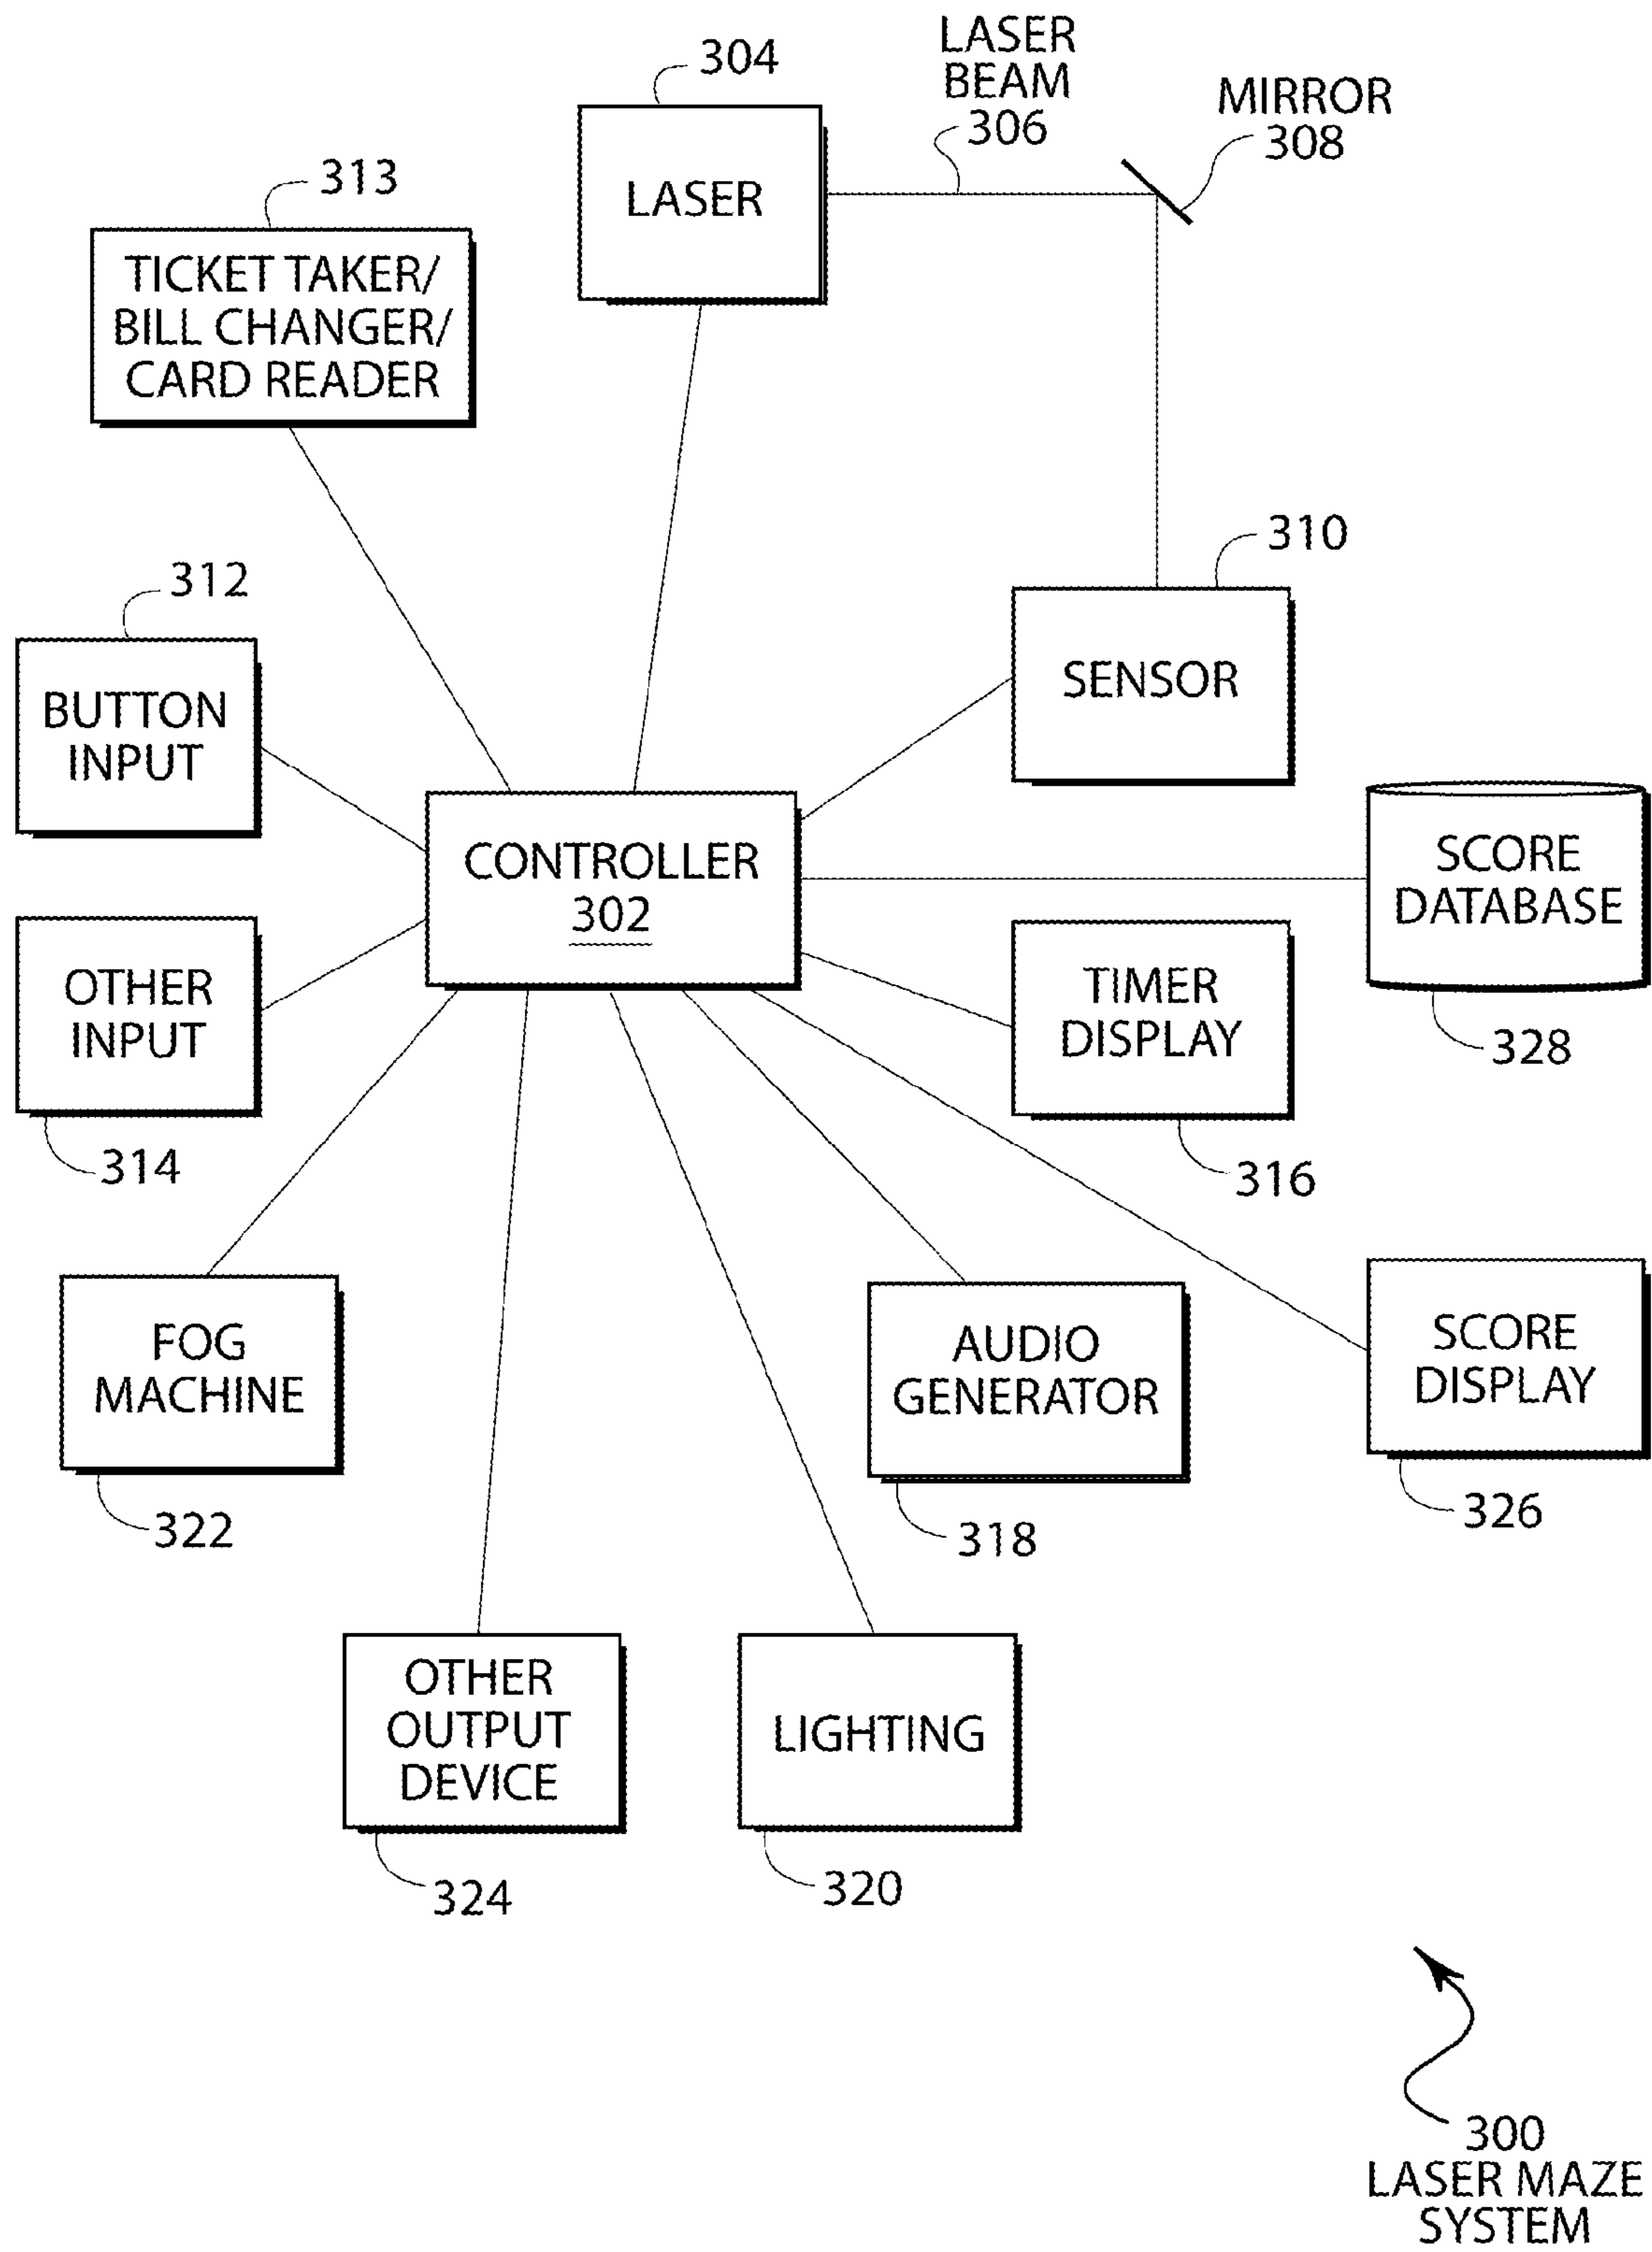 LASER
BEAM
306
304
MIRROR
308
LASER
313
TICKET TAKER/
BILL CHANGER/
CARD READER
310
312
SENSOR
BUTTON
INPUT
CONTROLLER
302
SCORE
DATABASE
OTHER
INPUT
TIMER
DISPLAY
328
314
316
FOG
MACHINE
AUDIO
GENERATOR
SCORE
DISPLAY
322
318
326
OTHER
OUTPUT
DEVICE
LIGHTING
324
320
300
LASER MAZE
SYSTEM